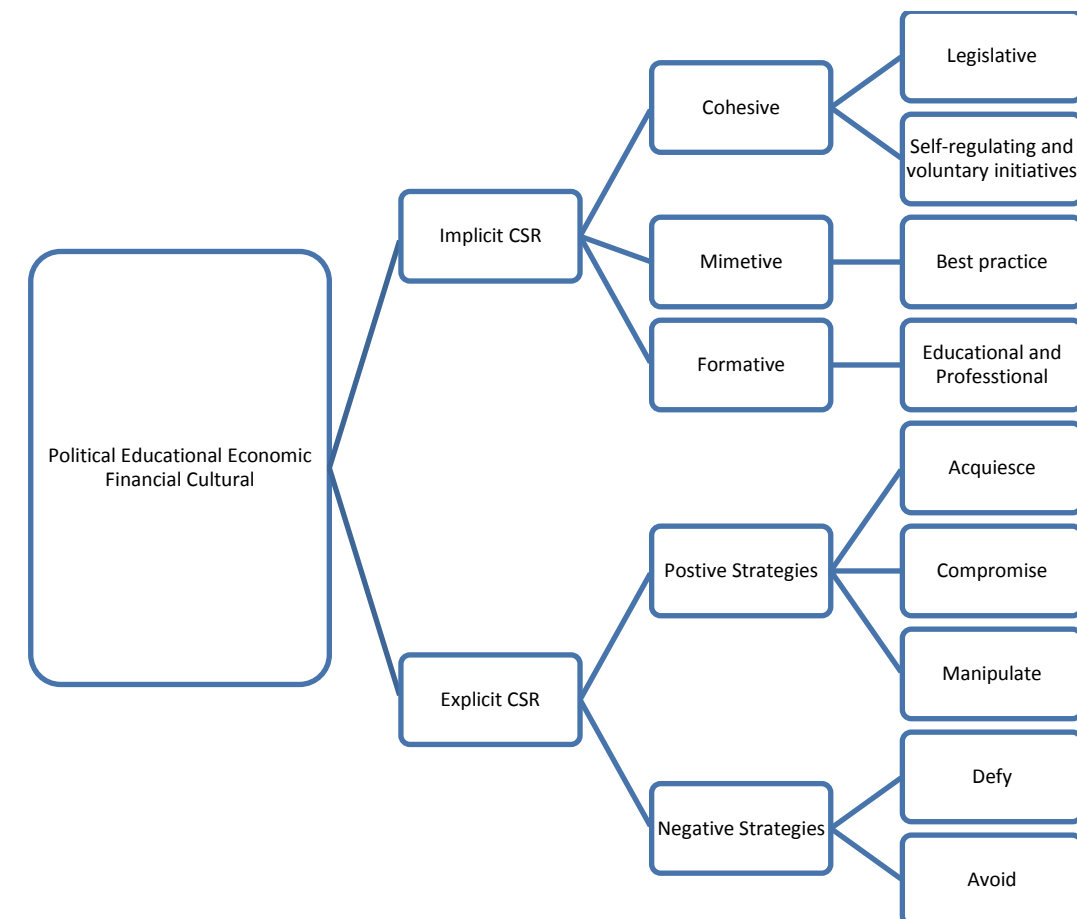 Political Educational Economic
Financial Cultural
Implicit CSR
Cohesive
Legislative
Self-regulating and
voluntary initiatives
Mimetive
Best practice
Formative
Educational and
Professtional
Explicit CSR
Postive Strategies
Acquiesce
Compromise
Manipulate
Negative Strategies
Defy
Avoid